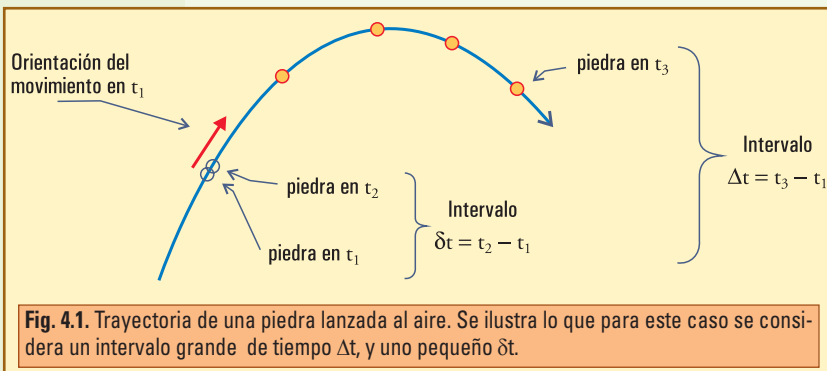 Orientación del
movimiento en t₁
piedra en t₃
Intervalo
Δt = t₃ – t₁
piedra en t₂
Intervalo
δt = t₂ – t₁
piedra en t₁
Fig. 4.1. Trayectoria de una piedra lanzada al aire. Se ilustra lo que para este caso se consi-
dera un intervalo grande de tiempo Δt, y uno pequeño δt.